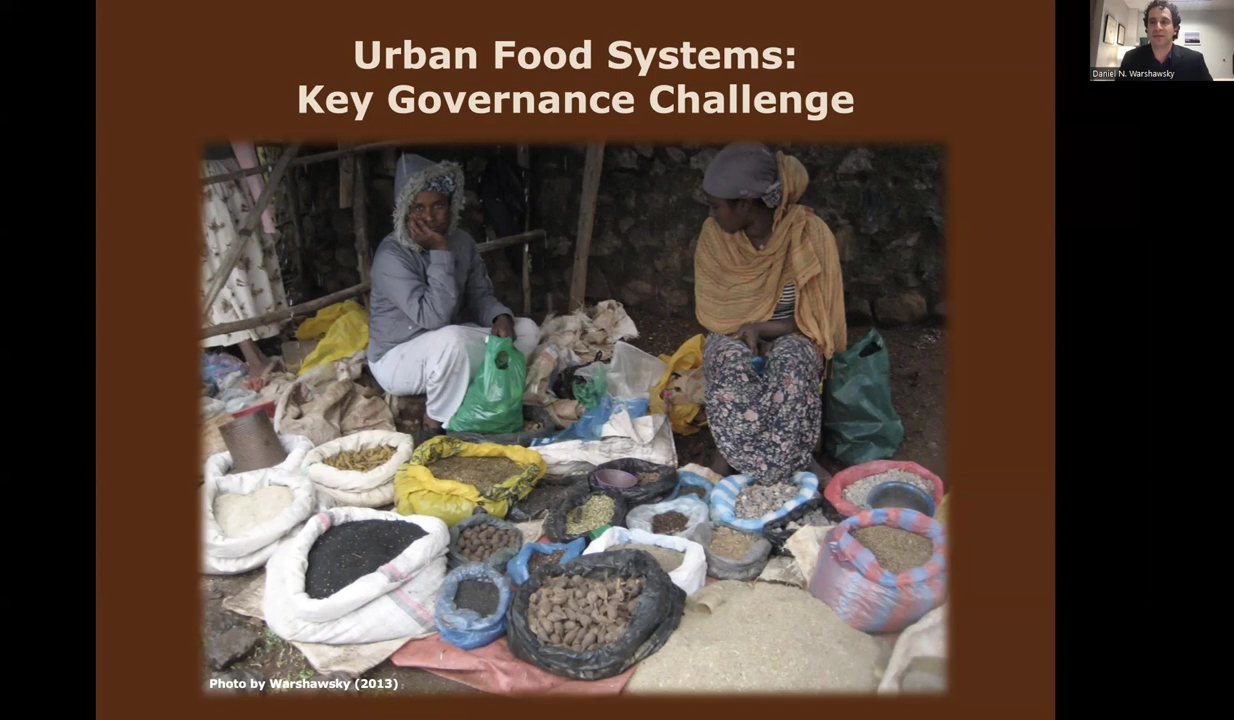 Urban Food Systems:
Key Governance Challenge
Daniel N. Warshawsky
Photo by Warshawsky (2013)